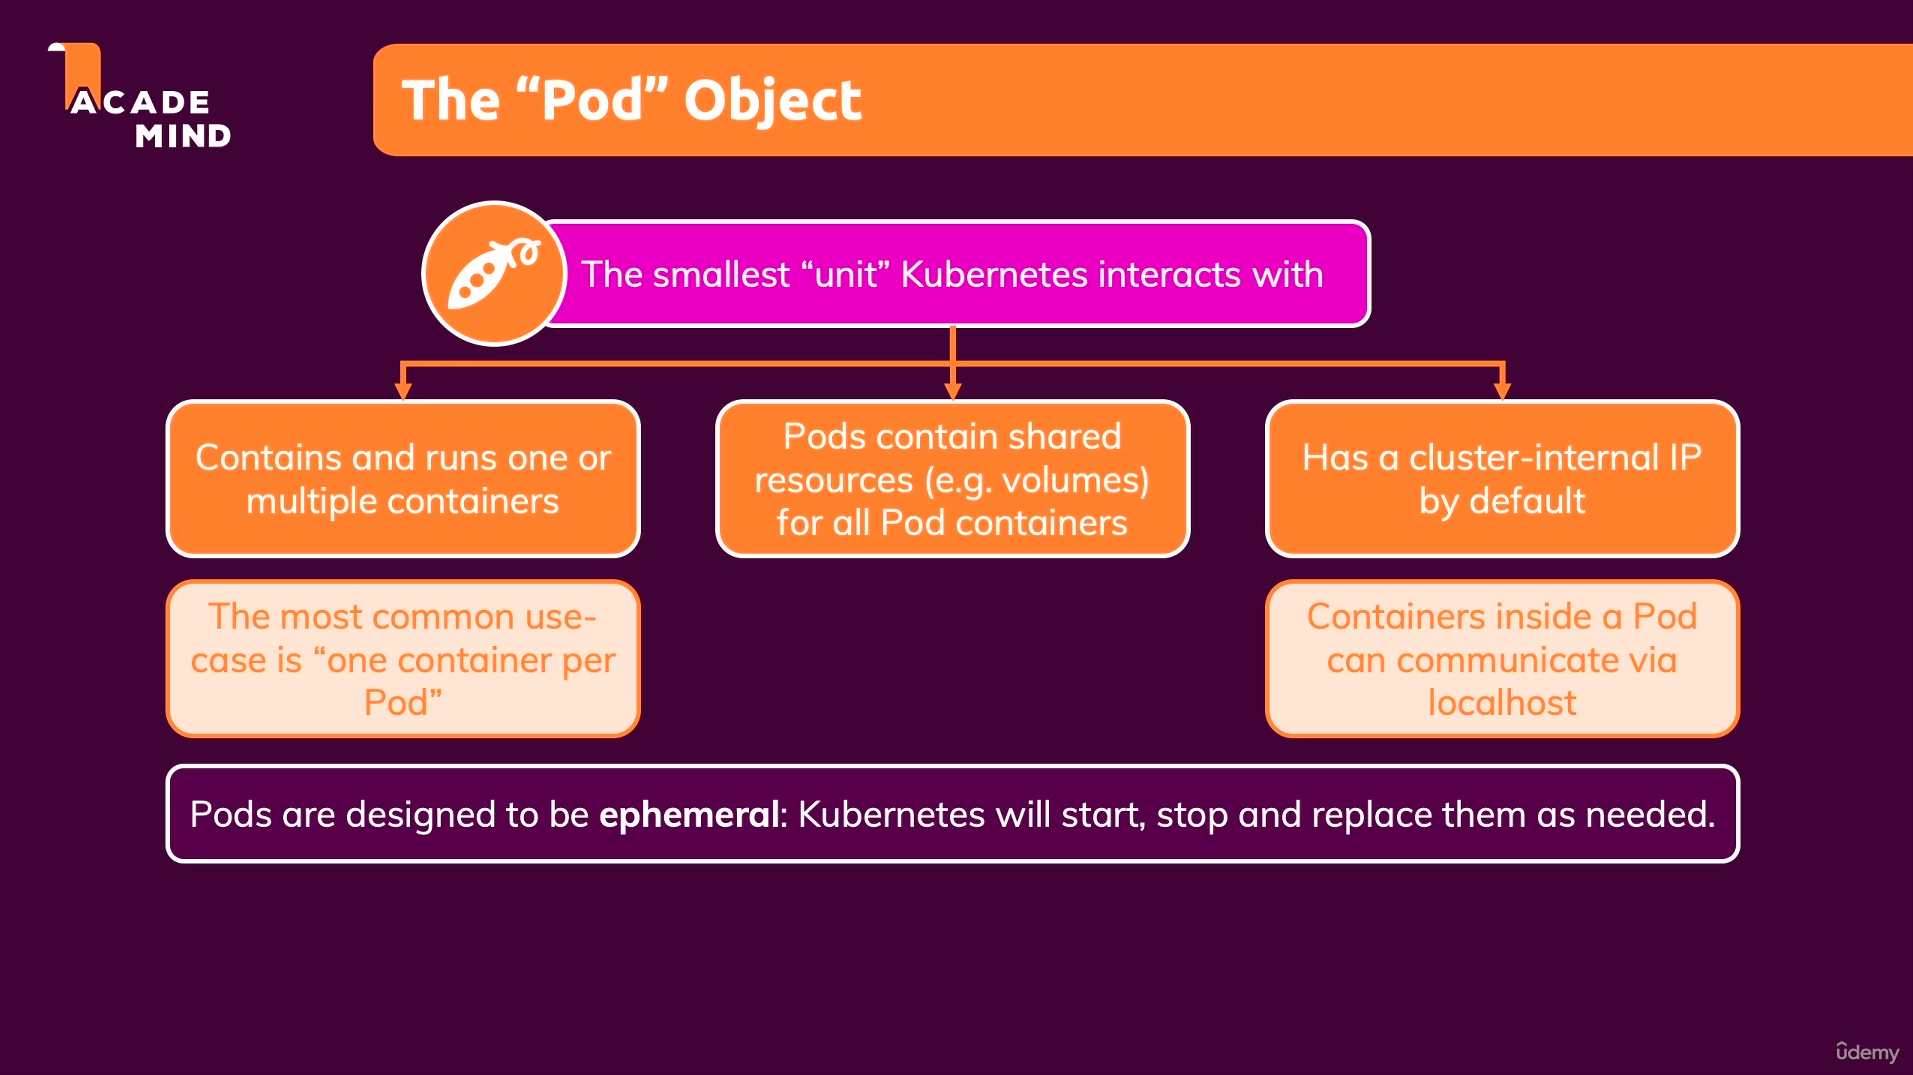 ACADE
MIND
The “Pod” Object
The smallest “unit” Kubernetes interacts with
Contains and runs one or
multiple containers
Pods contain shared
resources (e.g. volumes)
for all Pod containers
Has a cluster-internal IP
by default
The most common use-
case is “one container per
Pod”
Containers inside a Pod
can communicate via
localhost
Pods are designed to be ephemeral: Kubernetes will start, stop and replace them as needed.
udemy